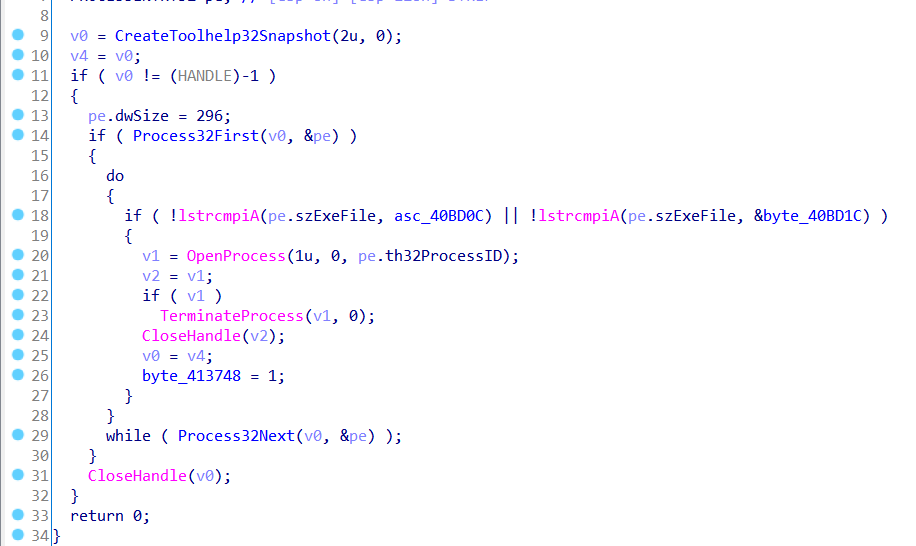 8
9 v0 = CreateToolhelp32Snapshot(2u, 0);
10 v4 = v0;
11 if ( v0 != (HANDLE)-1 )
12 {
13 pe.dwSize = 296;
14 if ( Process32First(v0, &pe) )
15 {
16 do
17 {
18 if ( !lstrcmpiA(pe.szExeFile, asc_40BD0C) || !lstrcmpiA(pe.szExeFile, &byte_40BD1C) )
19 {
20 v1 = OpenProcess(1u, 0, pe.th32ProcessID);
21 v2 = v1;
22 if ( v1 )
23 TerminateProcess(v1, 0);
24 CloseHandle(v2);
25 v0 = v4;
26 byte_413748 = 1;
27 }
28 }
29 while ( Process32Next(v0, &pe) );
30 }
31 CloseHandle(v0);
32 }
33 return 0;
34 }